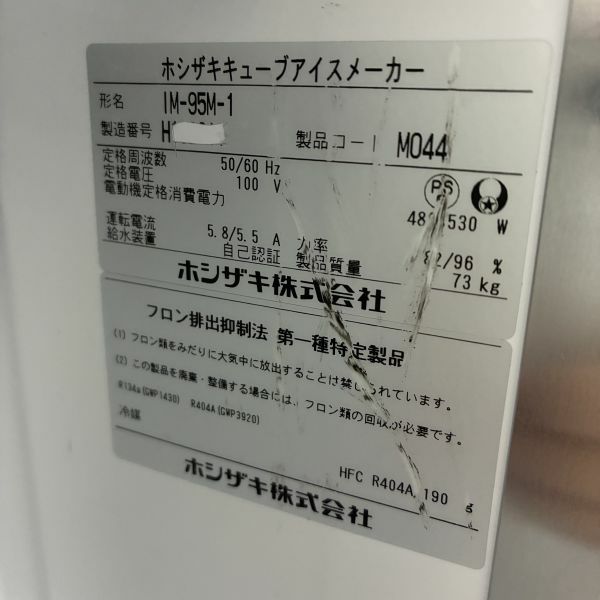 ホシザキキューブアイスメーカー
形名 IM-95M-1
製造番号 H
製品コード M044
定格周波数 50/60 Hz
定格電圧 100 V
電動機定格消費電力 530 W
PS
運転電流 5.8/5.5 A 力率 82/96 %
給水装置 自己認証 製品質量 73 kg
ホシザキ株式会社
フロン排出抑制法 第一種特定製品
(1) フロン類をみだりに大気中に放出することは禁じられています。
(2) この製品を廃棄・整備する場合には、フロン類の回収が必要です。
R134a(GWP1430) R404A(GWP3920)
冷媒 HFC R404A 190 g
ホシザキ株式会社